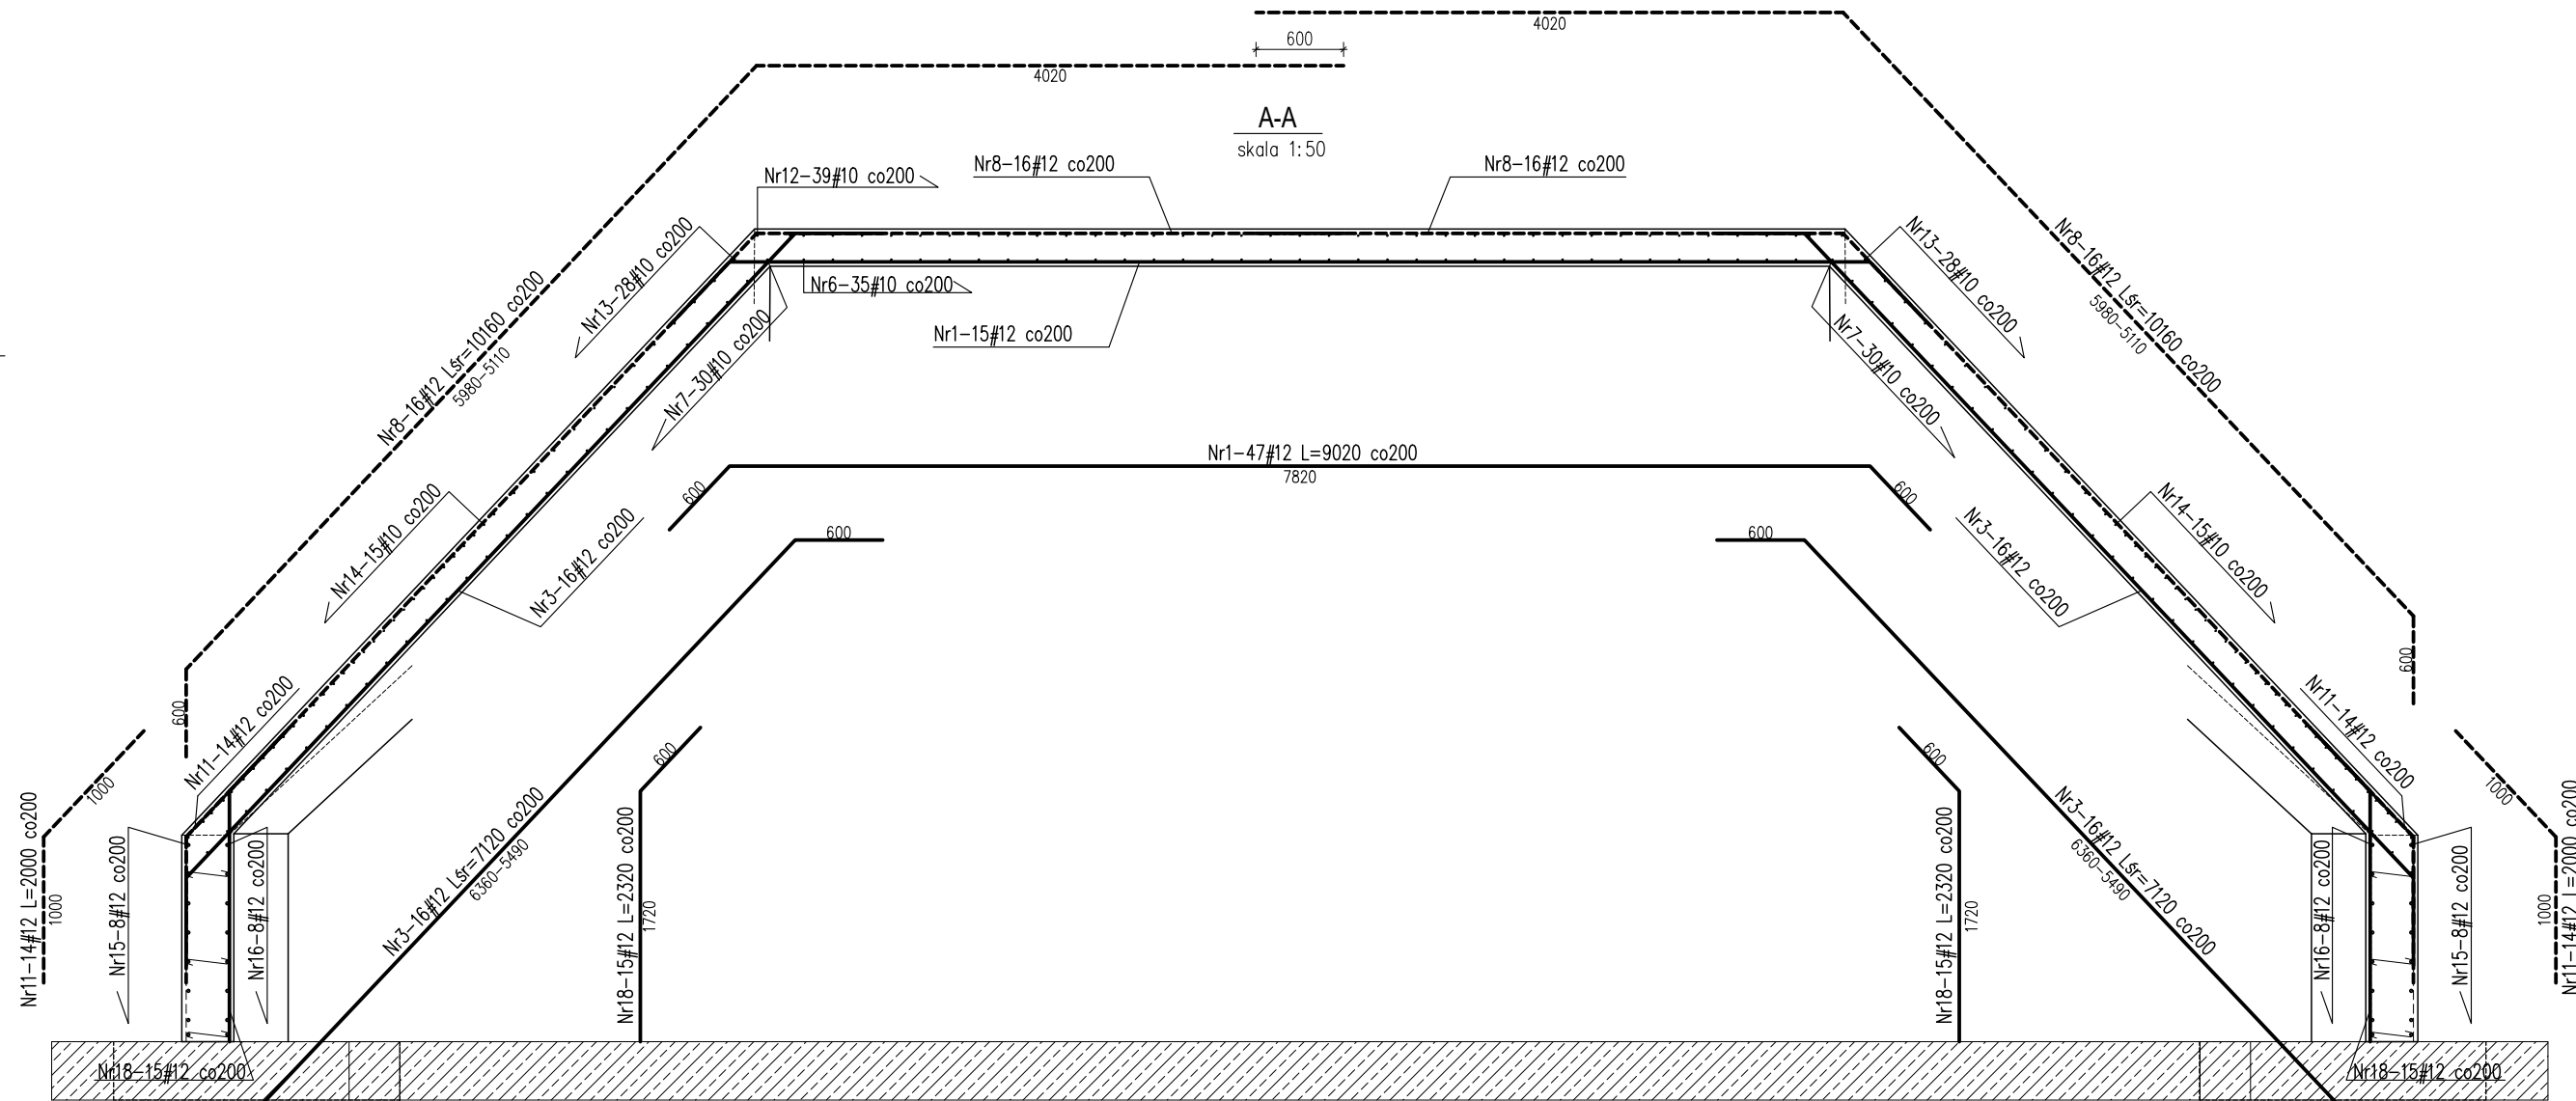 4020
600
4020
A-A
skala 1:50
Nr8-16#12 co200
Nr8-16#12 co200
Nr12-39#10 co200
Nr13-28#10 co200
Nr13-28#10 co200
Nr8-16#12 Lśr=10160 co200
5980-5110
Nr8-16#12 Lśr=10160 co200
5980-5110
Nr6-35#10 co200
Nr1-15#12 co200
Nr7-30#10 co200
Nr7-30#10 co200
Nr1-47#12 L=9020 co200
7820
600
600
600
600
Nr14-15#10 co200
Nr14-15#10 co200
Nr3-16#12 co200
Nr3-16#12 co200
600
600
Nr11-14#12 co200
Nr11-14#12 co200
600
600
1000
1000
Nr11-14#12 L=2000 co200
1000
Nr15-8#12 co200
Nr16-8#12 co200
Nr3-16#12 Lśr=7120 co200
6360-5490
Nr18-15#12 L=2320 co200
1720
Nr18-15#12 L=2320 co200
1720
Nr3-16#12 Lśr=7120 co200
6360-5490
Nr16-8#12 co200
Nr15-8#12 co200
1000
Nr11-14#12 L=2000 co200
Nr18-15#12 co200
Nr18-15#12 co200